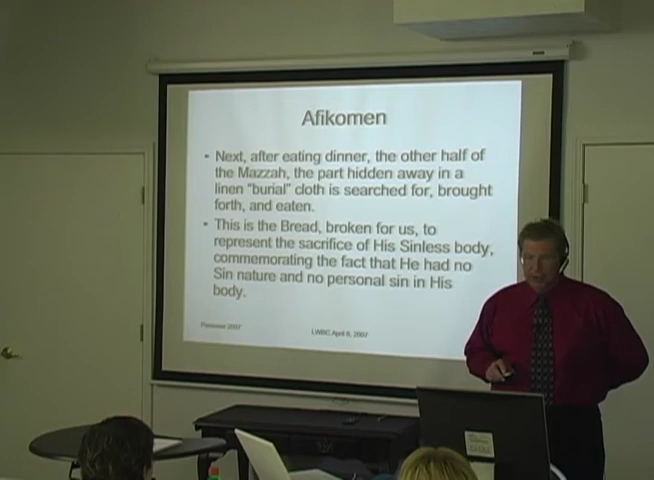 Afikomen
- Next, after eating dinner, the other half of
the Mazzah, the part hidden away in a
linen "burial" cloth is searched for, brought
forth, and eaten.
- This is the Bread, broken for us, to
represent the sacrifice of His Sinless body,
commemorating the fact that He had no
Sin nature and no personal sin in His
body.
Passover 2007
LWBC April 6, 2007